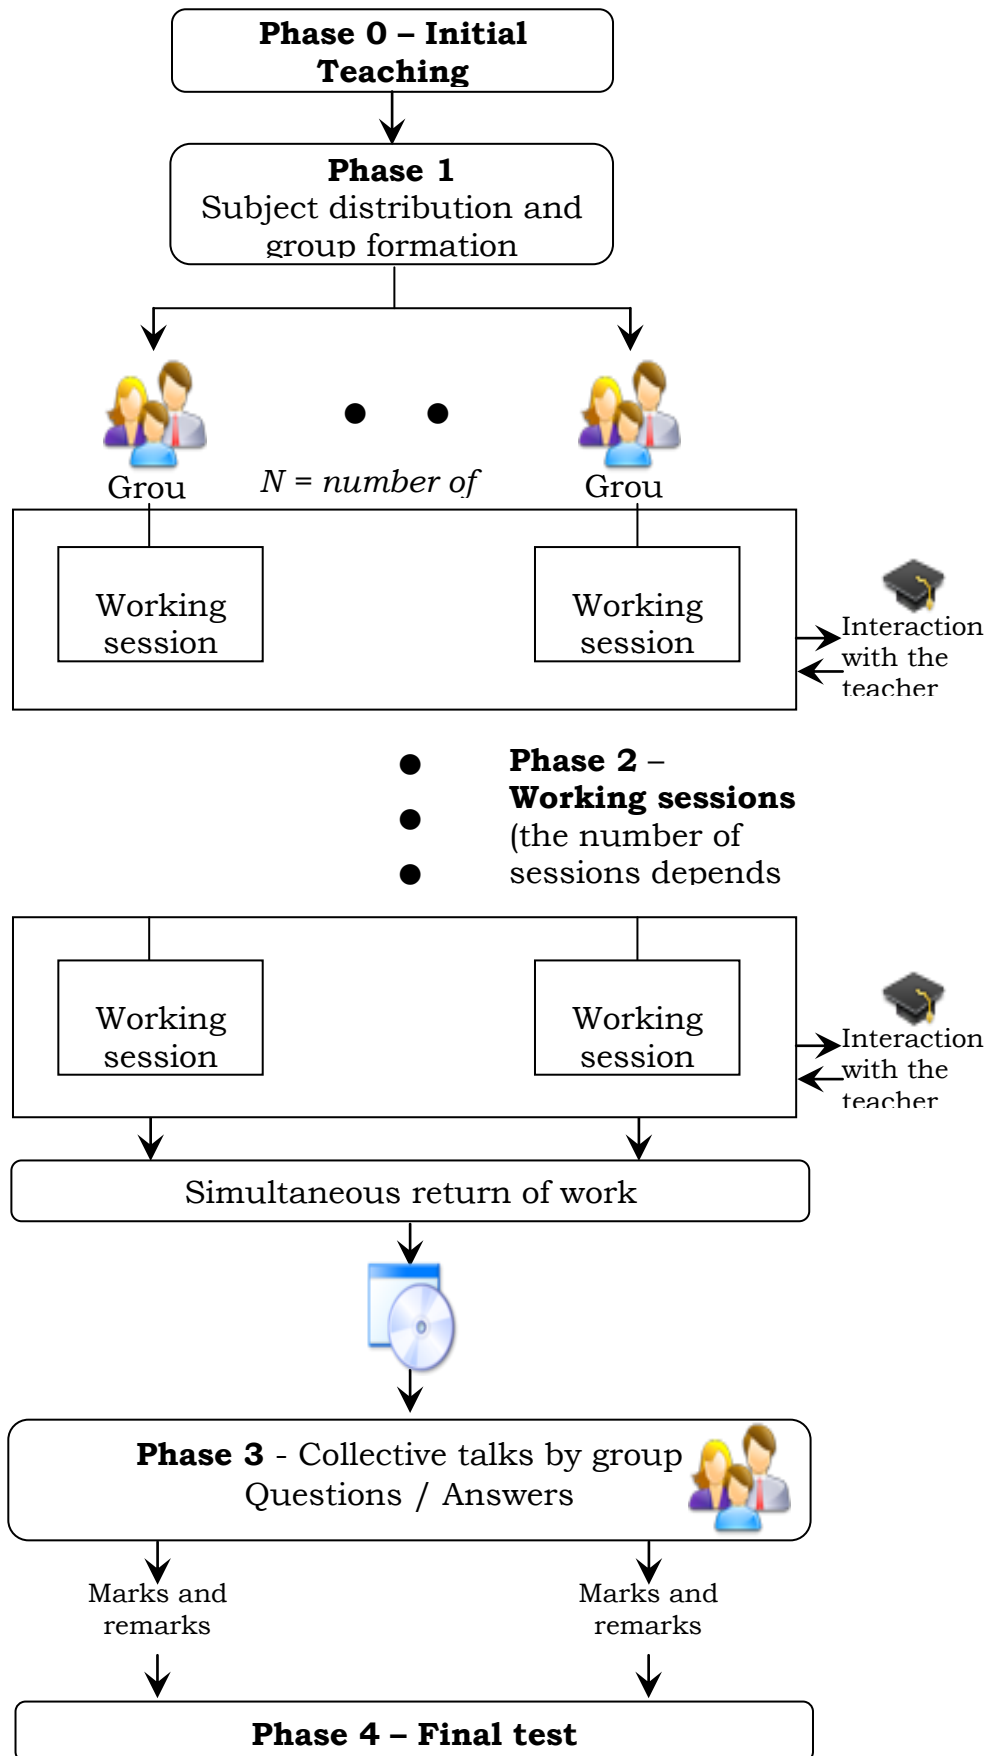 Phase 0 – Initial
Teaching
Phase 1
Subject distribution and
group formation
Grou
N = number of
Grou
Working
session
Working
session
Interaction
with the
teacher
Phase 2 –
Working sessions
(the number of
sessions depends
Working
session
Working
session
Interaction
with the
teacher
Simultaneous return of work
Phase 3 - Collective talks by group
Questions / Answers
Marks and
remarks
Marks and
remarks
Phase 4 – Final test